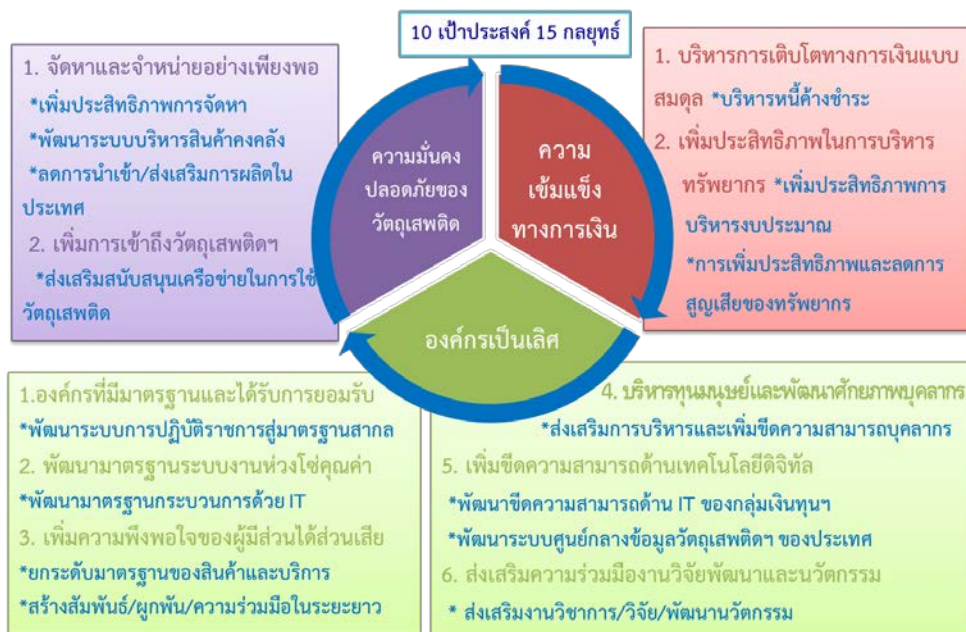 10 เป้าประสงค์ 15 กลยุทธ์
1. จัดหาและจำหน่ายอย่างเพียงพอ
*เพิ่มประสิทธิภาพการจัดหา
*พัฒนาระบบบริหารสินค้าคงคลัง
*ลดการนำเข้า/ส่งเสริมการผลิตใน
ประเทศ
2. เพิ่มการเข้าถึงวัตถุเสพติดฯ
*ส่งเสริมสนับสนุนเครือข่ายในการใช้
วัตถุเสพติด
ความมั่นคง
ปลอดภัยของ
วัตถุเสพติด
ความ
เข้มแข็ง
ทางการเงิน
1. บริหารการเติบโตทางการเงินแบบ
สมดุล *บริหารหนี้ค้างชำระ
2. เพิ่มประสิทธิภาพในการบริหาร
ทรัพยากร *เพิ่มประสิทธิภาพการ
บริหารงบประมาณ
*การเพิ่มประสิทธิภาพและลดการ
สูญเสียของทรัพยากร
องค์กรเป็นเลิศ
1.องค์กรที่มีมาตรฐานและได้รับการยอมรับ
*พัฒนาระบบการปฏิบัติราชการสู่มาตรฐานสากล
2. พัฒนามาตรฐานระบบงานห่วงโซ่คุณค่า
*พัฒนามาตรฐานกระบวนการด้วย IT
3. เพิ่มความพึงพอใจของผู้มีส่วนได้ส่วนเสีย
*ยกระดับมาตรฐานของสินค้าและบริการ
*สร้างสัมพันธ์/ผูกพัน/ความร่วมมือในระยะยาว
4. บริหารทุนมนุษย์และพัฒนาศักยภาพบุคลากร
*ส่งเสริมการบริหารและเพิ่มขีดความสามารถบุคลากร
5. เพิ่มขีดความสามารถด้านเทคโนโลยีดิจิทัล
*พัฒนาขีดความสามารถด้าน IT ของกลุ่มเงินทุนฯ
*พัฒนาระบบศูนย์กลางข้อมูลวัตถุเสพติดฯ ของประเทศ
6. ส่งเสริมความร่วมมืองานวิจัยพัฒนาและนวัตกรรม
* ส่งเสริมงานวิชาการ/วิจัย/พัฒนานวัตกรรม